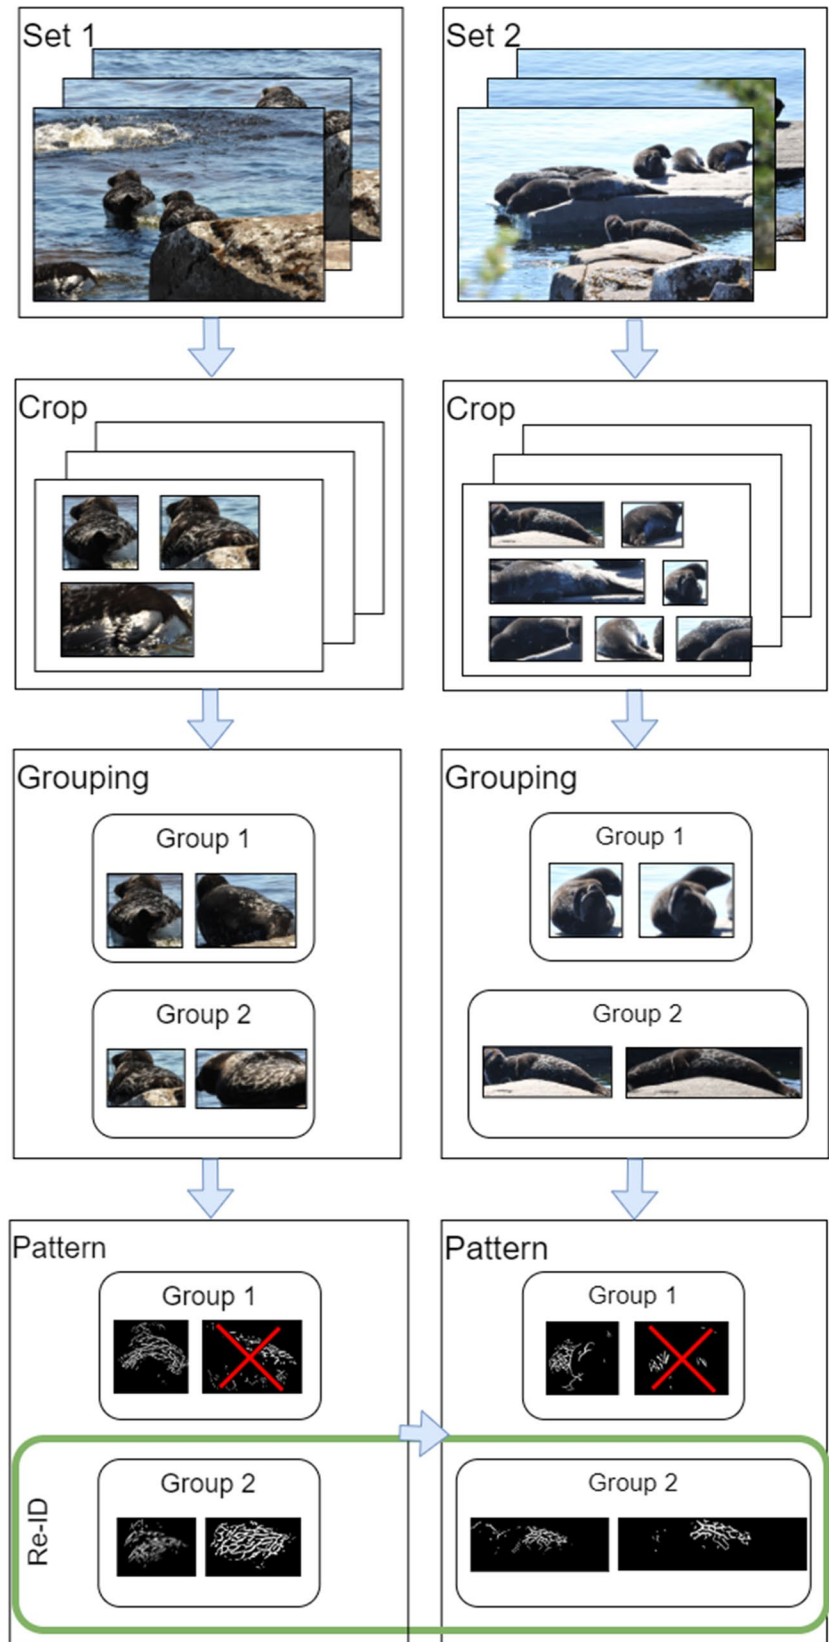 Set 1
Set 2
Crop
Crop
Grouping
Grouping
Group 1
Group 1
Group 2
Group 2
Pattern
Pattern
Group 1
Group 1
Re-ID
Group 2
Group 2